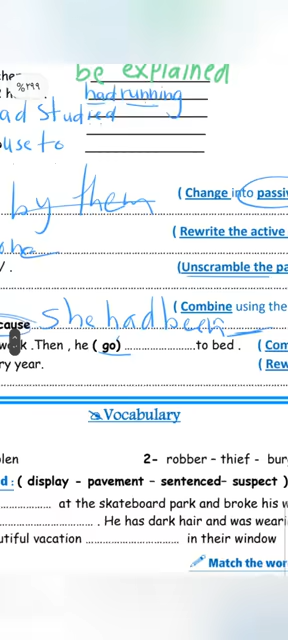 be explained
had running
ad studied
use to
by them
( Change into passiv
( Rewrite the active
(Unscramble the pa
( Combine using the
cause she had been
.Then , he ( go) ........................to bed . ( Com
ry year. ( Rew
Vocabulary
olen 2- robber - thief - bur
d : ( display - pavement - sentenced- suspect )
.................. at the skateboard park and broke his w
.............................. . He has dark hair and was weari
utiful vacation ............................ in their window
Match the wor